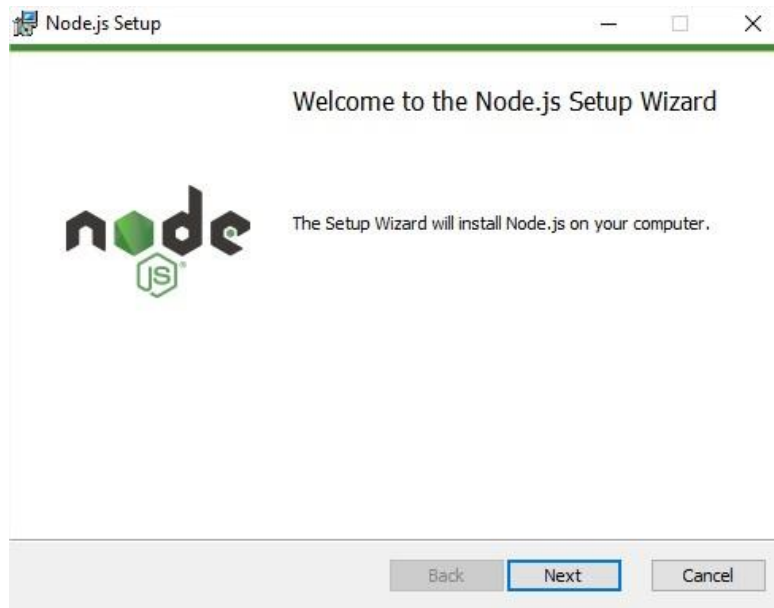 Node.js Setup
Welcome to the Node.js Setup Wizard
node
JS
The Setup Wizard will install Node.js on your computer.
Back
Next
Cancel